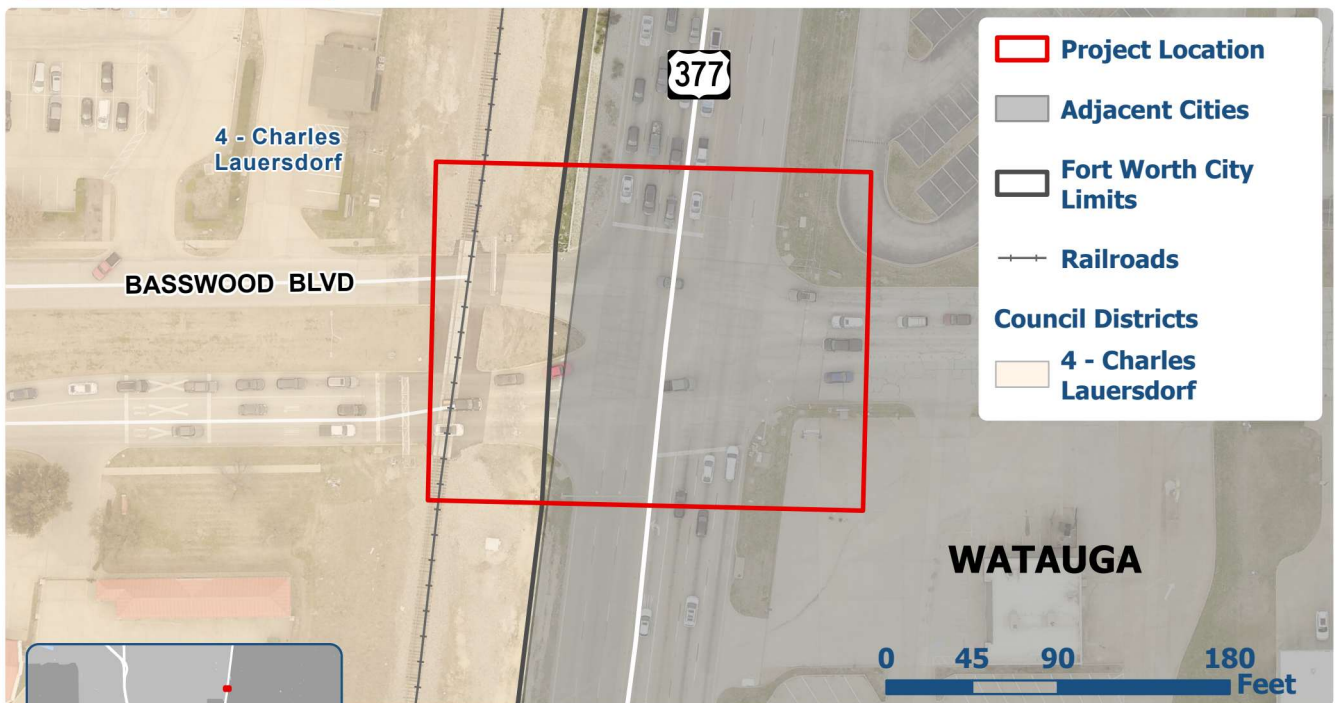 377
4 - Charles
Lauersdorf
BASSWOOD BLVD
WATAUGA
Project Location
Adjacent Cities
Fort Worth City
Limits
Railroads
Council Districts
4 - Charles
Lauersdorf
0 45 90 180
Feet